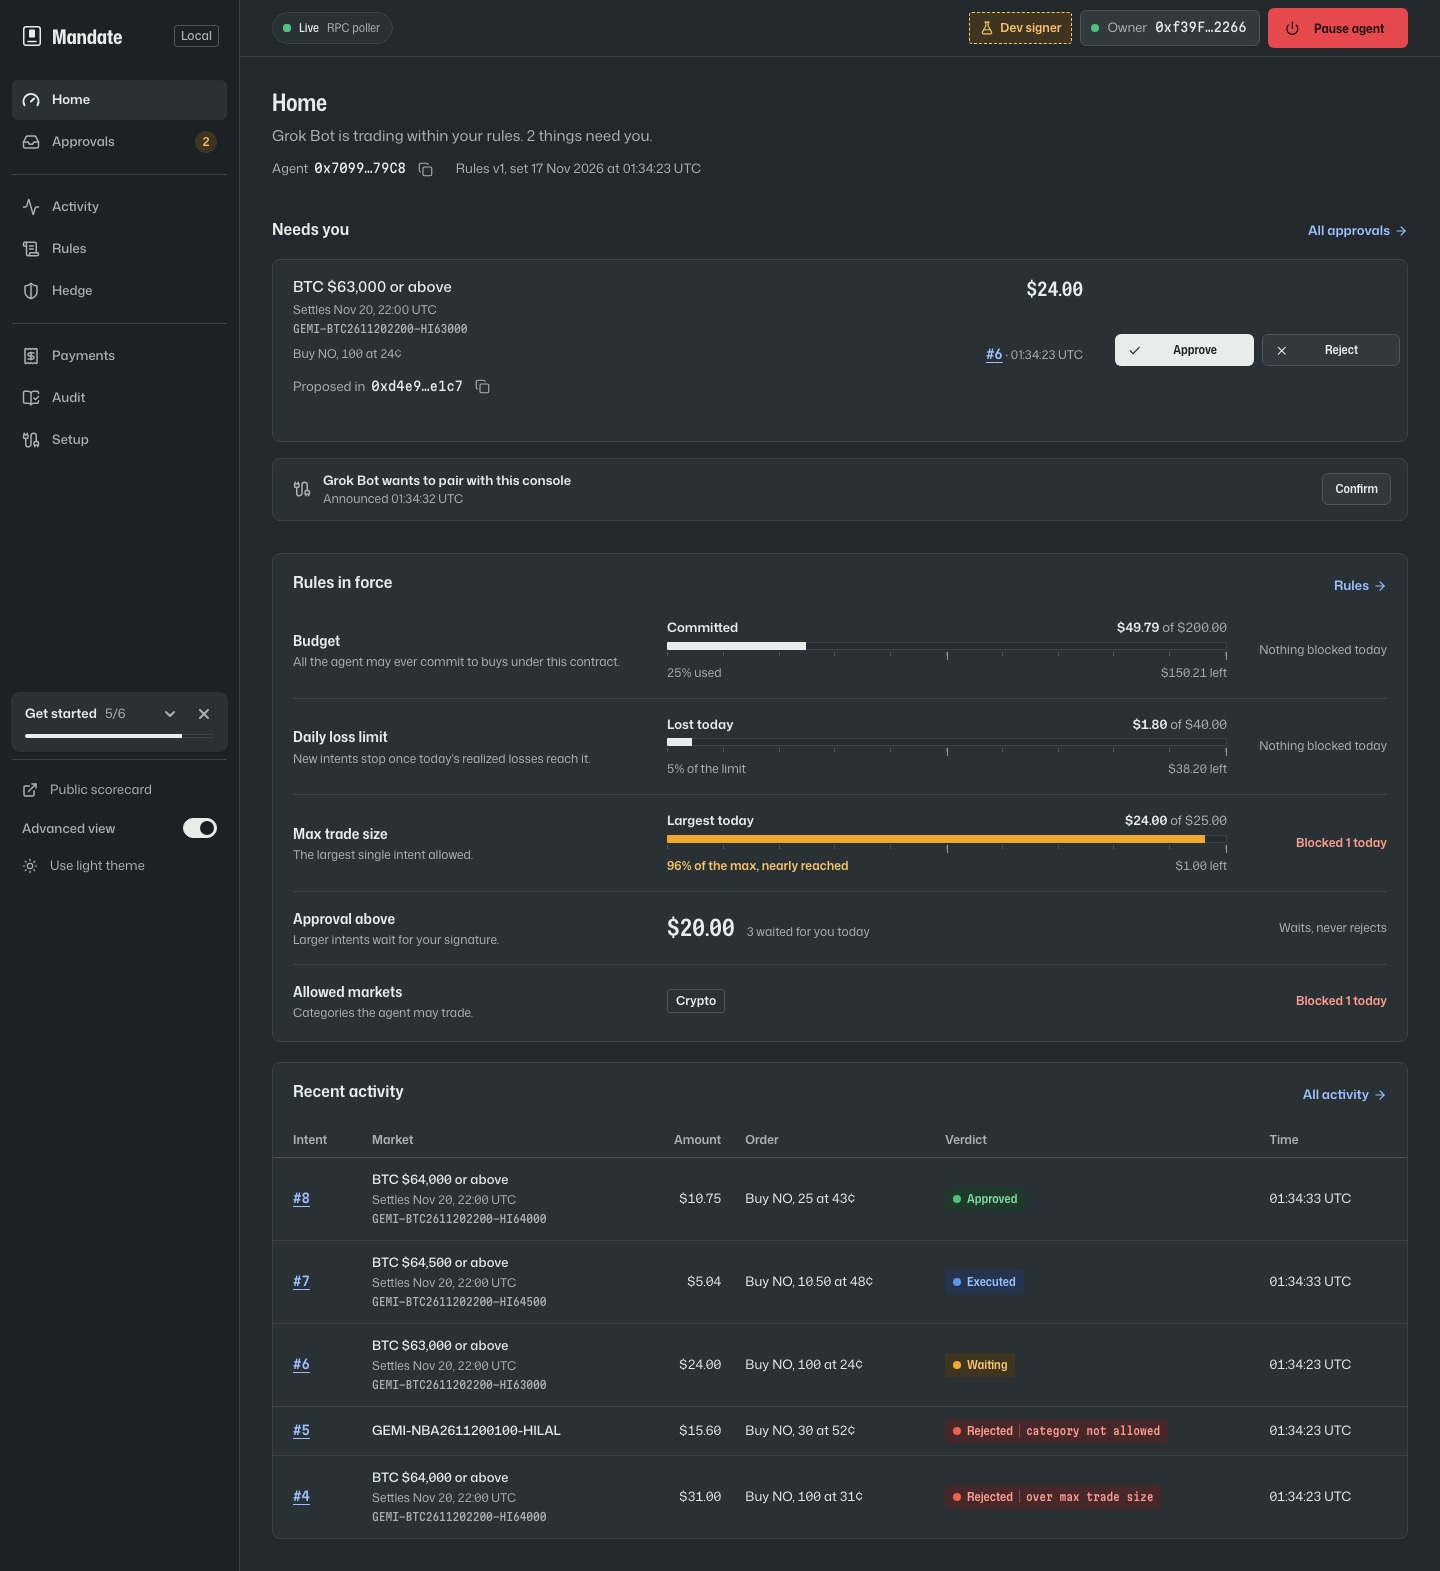 Mandate
Local
Home
Approvals 2
Activity
Rules
Hedge
Payments
Audit
Setup
Get started 5/6
Public scorecard
Advanced view
Use light theme
Live RPC poller
Dev signer
Owner 0xf39F…2266
Pause agent
Home
Grok Bot is trading within your rules. 2 things need you.
Agent 0x7099…79C8 Rules v1, set 17 Nov 2026 at 01:34:23 UTC
Needs you
All approvals →
BTC $63,000 or above
Settles Nov 20, 22:00 UTC
GEMI-BTC2611202200-HI63000
Buy NO, 100 at 24¢
Proposed in 0xd4e9…e1c7
$24.00
#6 · 01:34:23 UTC
Approve
Reject
Grok Bot wants to pair with this console
Announced 01:34:32 UTC
Confirm
Rules in force
Rules →
Budget
All the agent may ever commit to buys under this contract.
Committed
$49.79 of $200.00
25% used
$150.21 left
Nothing blocked today
Daily loss limit
New intents stop once today's realized losses reach it.
Lost today
$1.80 of $40.00
5% of the limit
$38.20 left
Nothing blocked today
Max trade size
The largest single intent allowed.
Largest today
$24.00 of $25.00
96% of the max, nearly reached
$1.00 left
Blocked 1 today
Approval above
Larger intents wait for your signature.
$20.00 3 waited for you today
Waits, never rejects
Allowed markets
Categories the agent may trade.
Crypto
Blocked 1 today
Recent activity
All activity →
Intent Market Amount Order Verdict Time
#8
BTC $64,000 or above
Settles Nov 20, 22:00 UTC
GEMI-BTC2611202200-HI64000
$10.75 Buy NO, 25 at 43¢ Approved 01:34:33 UTC
#7
BTC $64,500 or above
Settles Nov 20, 22:00 UTC
GEMI-BTC2611202200-HI64500
$5.04 Buy NO, 10.50 at 48¢ Executed 01:34:33 UTC
#6
BTC $63,000 or above
Settles Nov 20, 22:00 UTC
GEMI-BTC2611202200-HI63000
$24.00 Buy NO, 100 at 24¢ Waiting 01:34:23 UTC
#5 GEMI-NBA2611200100-HILAL $15.60 Buy NO, 30 at 52¢ Rejected category not allowed 01:34:23 UTC
#4
BTC $64,000 or above
Settles Nov 20, 22:00 UTC
GEMI-BTC2611202200-HI64000
$31.00 Buy NO, 100 at 31¢ Rejected over max trade size 01:34:23 UTC